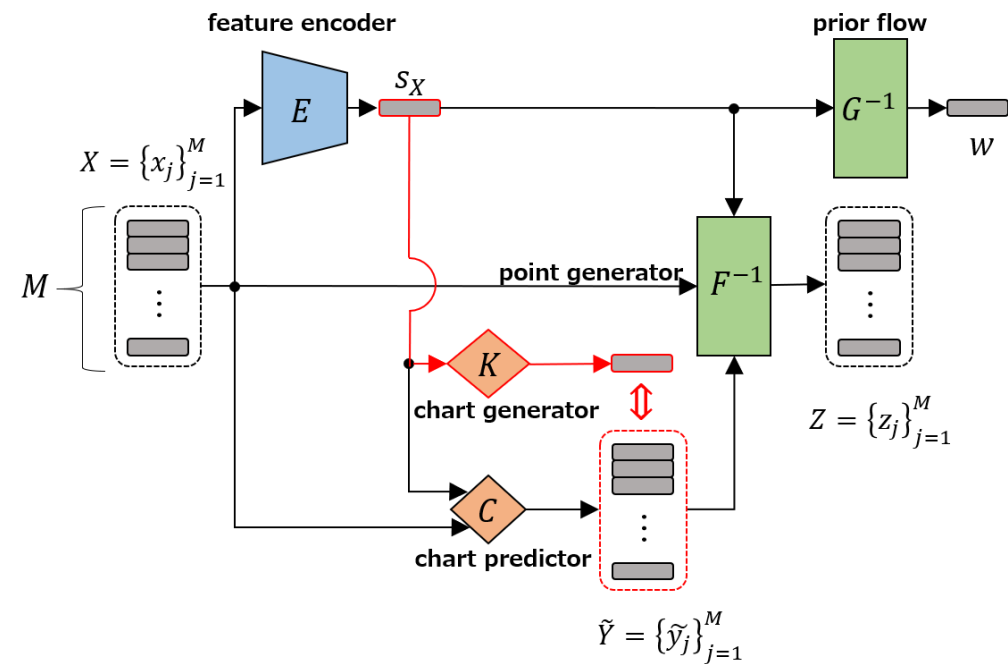 feature encoder
prior flow
E
s_X
G⁻¹
w
X = {x_j}_{j=1}^M
M
⋮
point generator
F⁻¹
⋮
K
chart generator
Z = {z_j}_{j=1}^M
C
chart predictor
⋮
Ỹ = {ỹ_j}_{j=1}^M